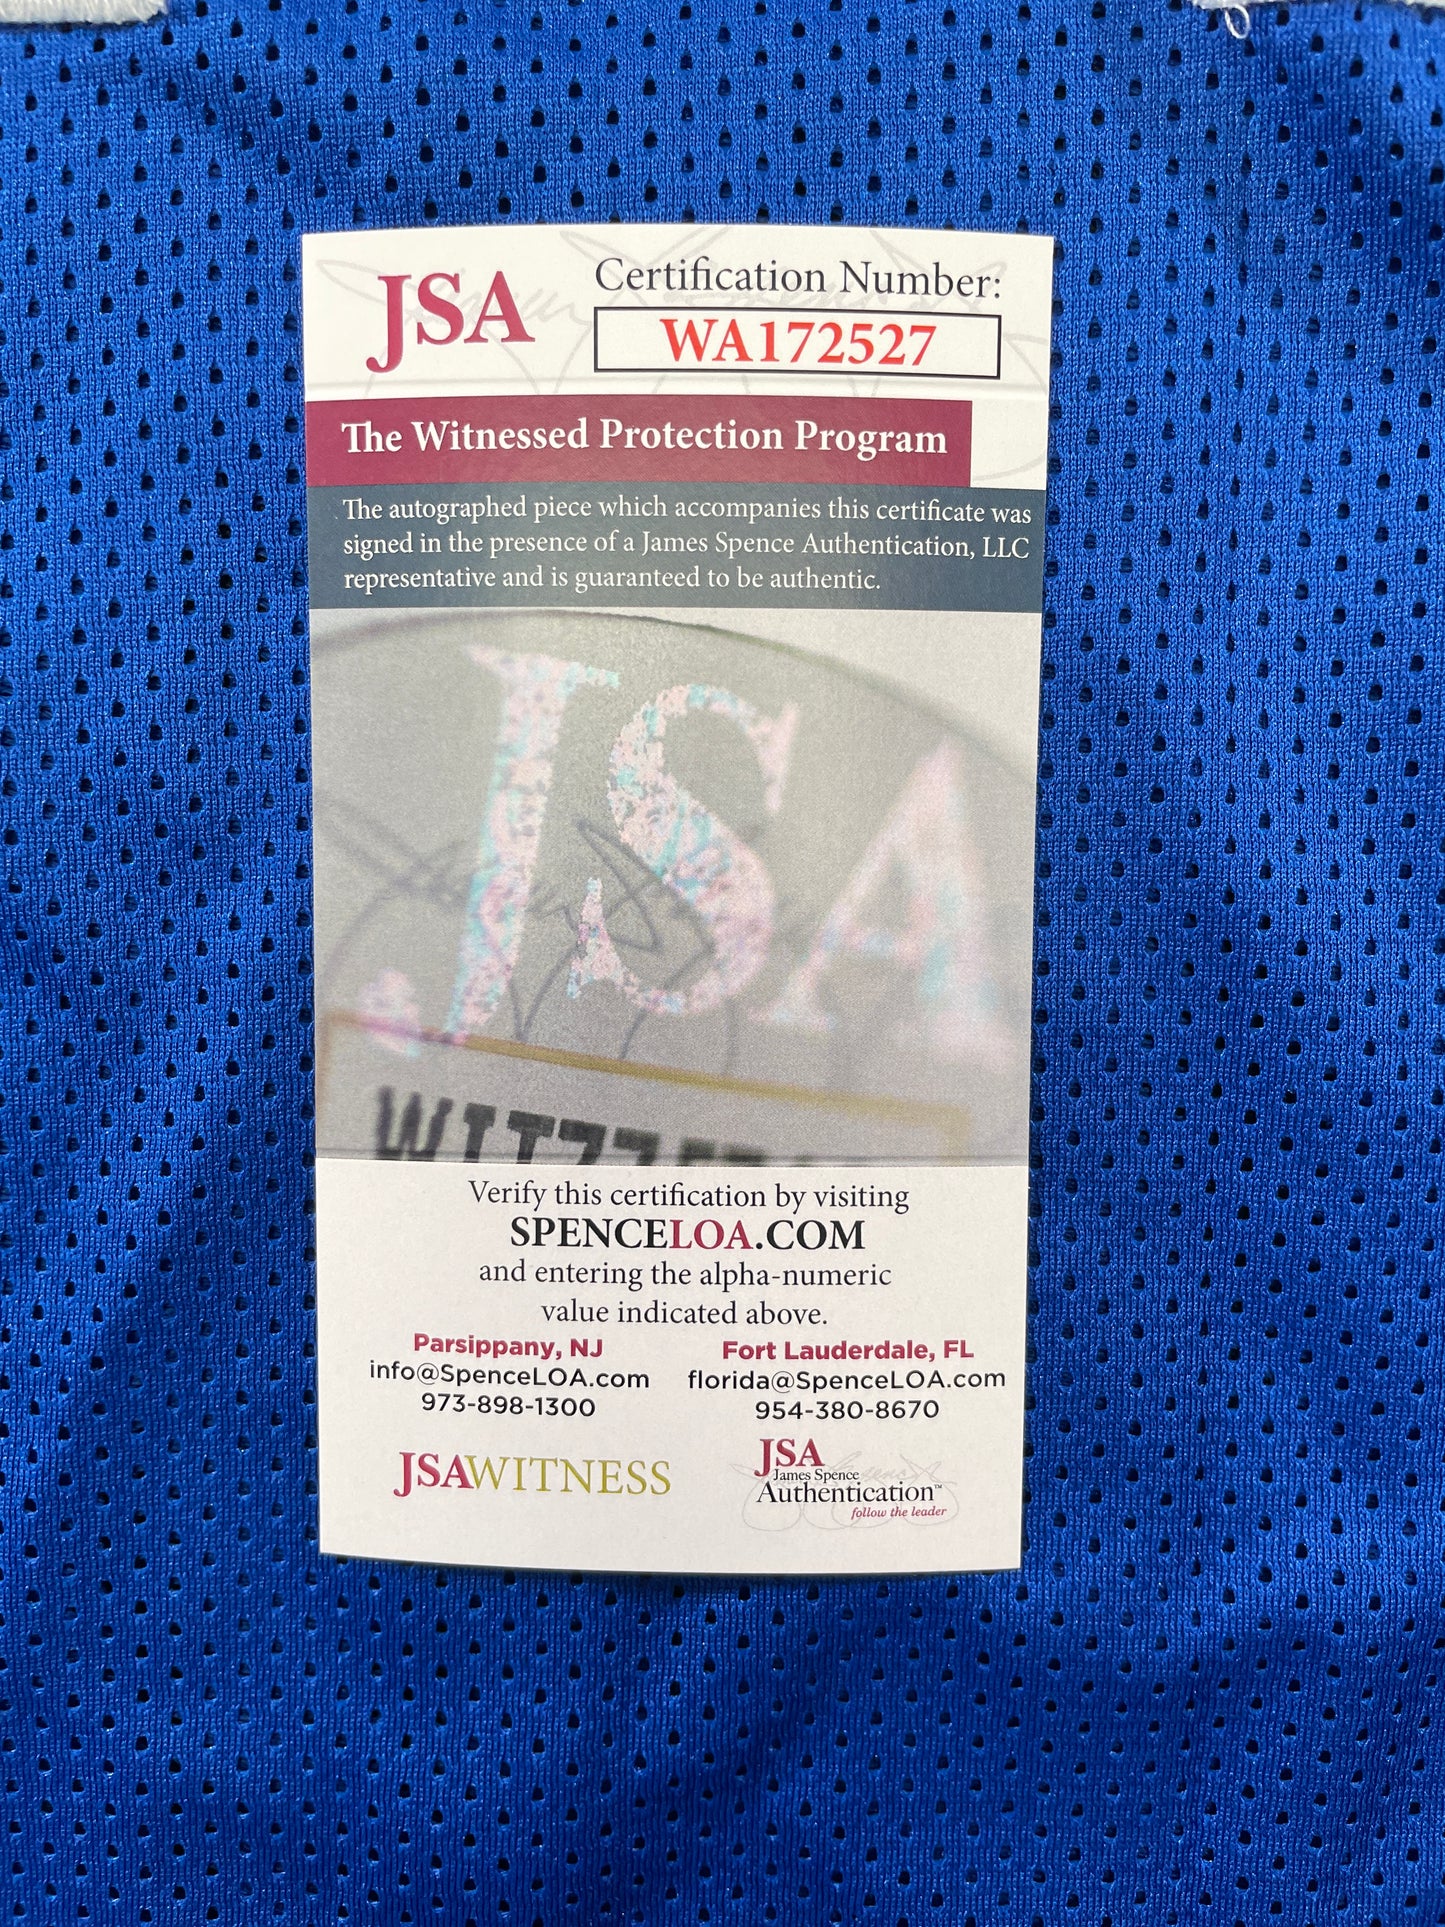 JSA
Certification Number:
WA172527
The Witnessed Protection Program
The autographed piece which accompanies this certificate was
signed in the presence of a James Spence Authentication, LLC
representative and is guaranteed to be authentic.
JSA
Verify this certification by visiting
SPENCELOA.COM
and entering the alpha-numeric
value indicated above.
Parsippany, NJ
info@SpenceLOA.com
973-898-1300
Fort Lauderdale, FL
florida@SpenceLOA.com
954-380-8670
JSAWITNESS
JSA
James Spence
Authentication™
follow the leader